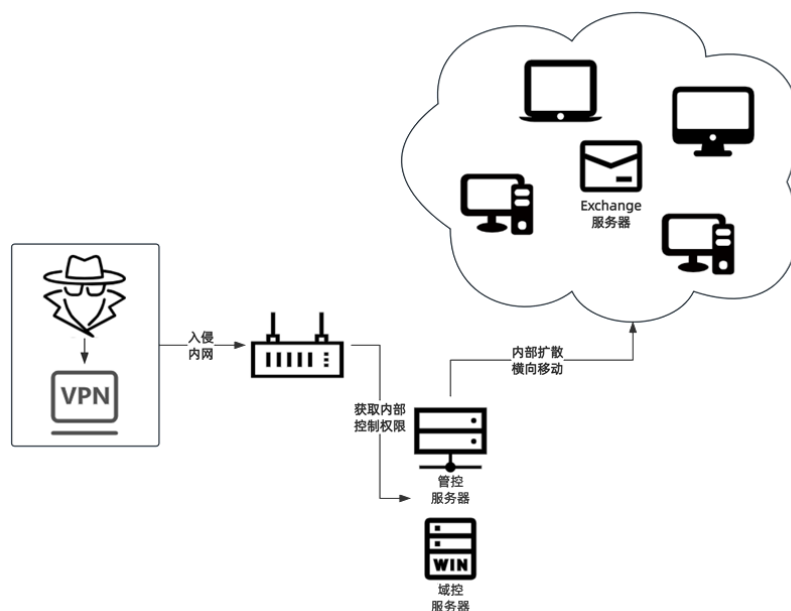 Exchange
服务器
VPN
入侵
内网
内部扩散
横向移动
获取内部
控制权限
管控
服务器
WIN
域控
服务器